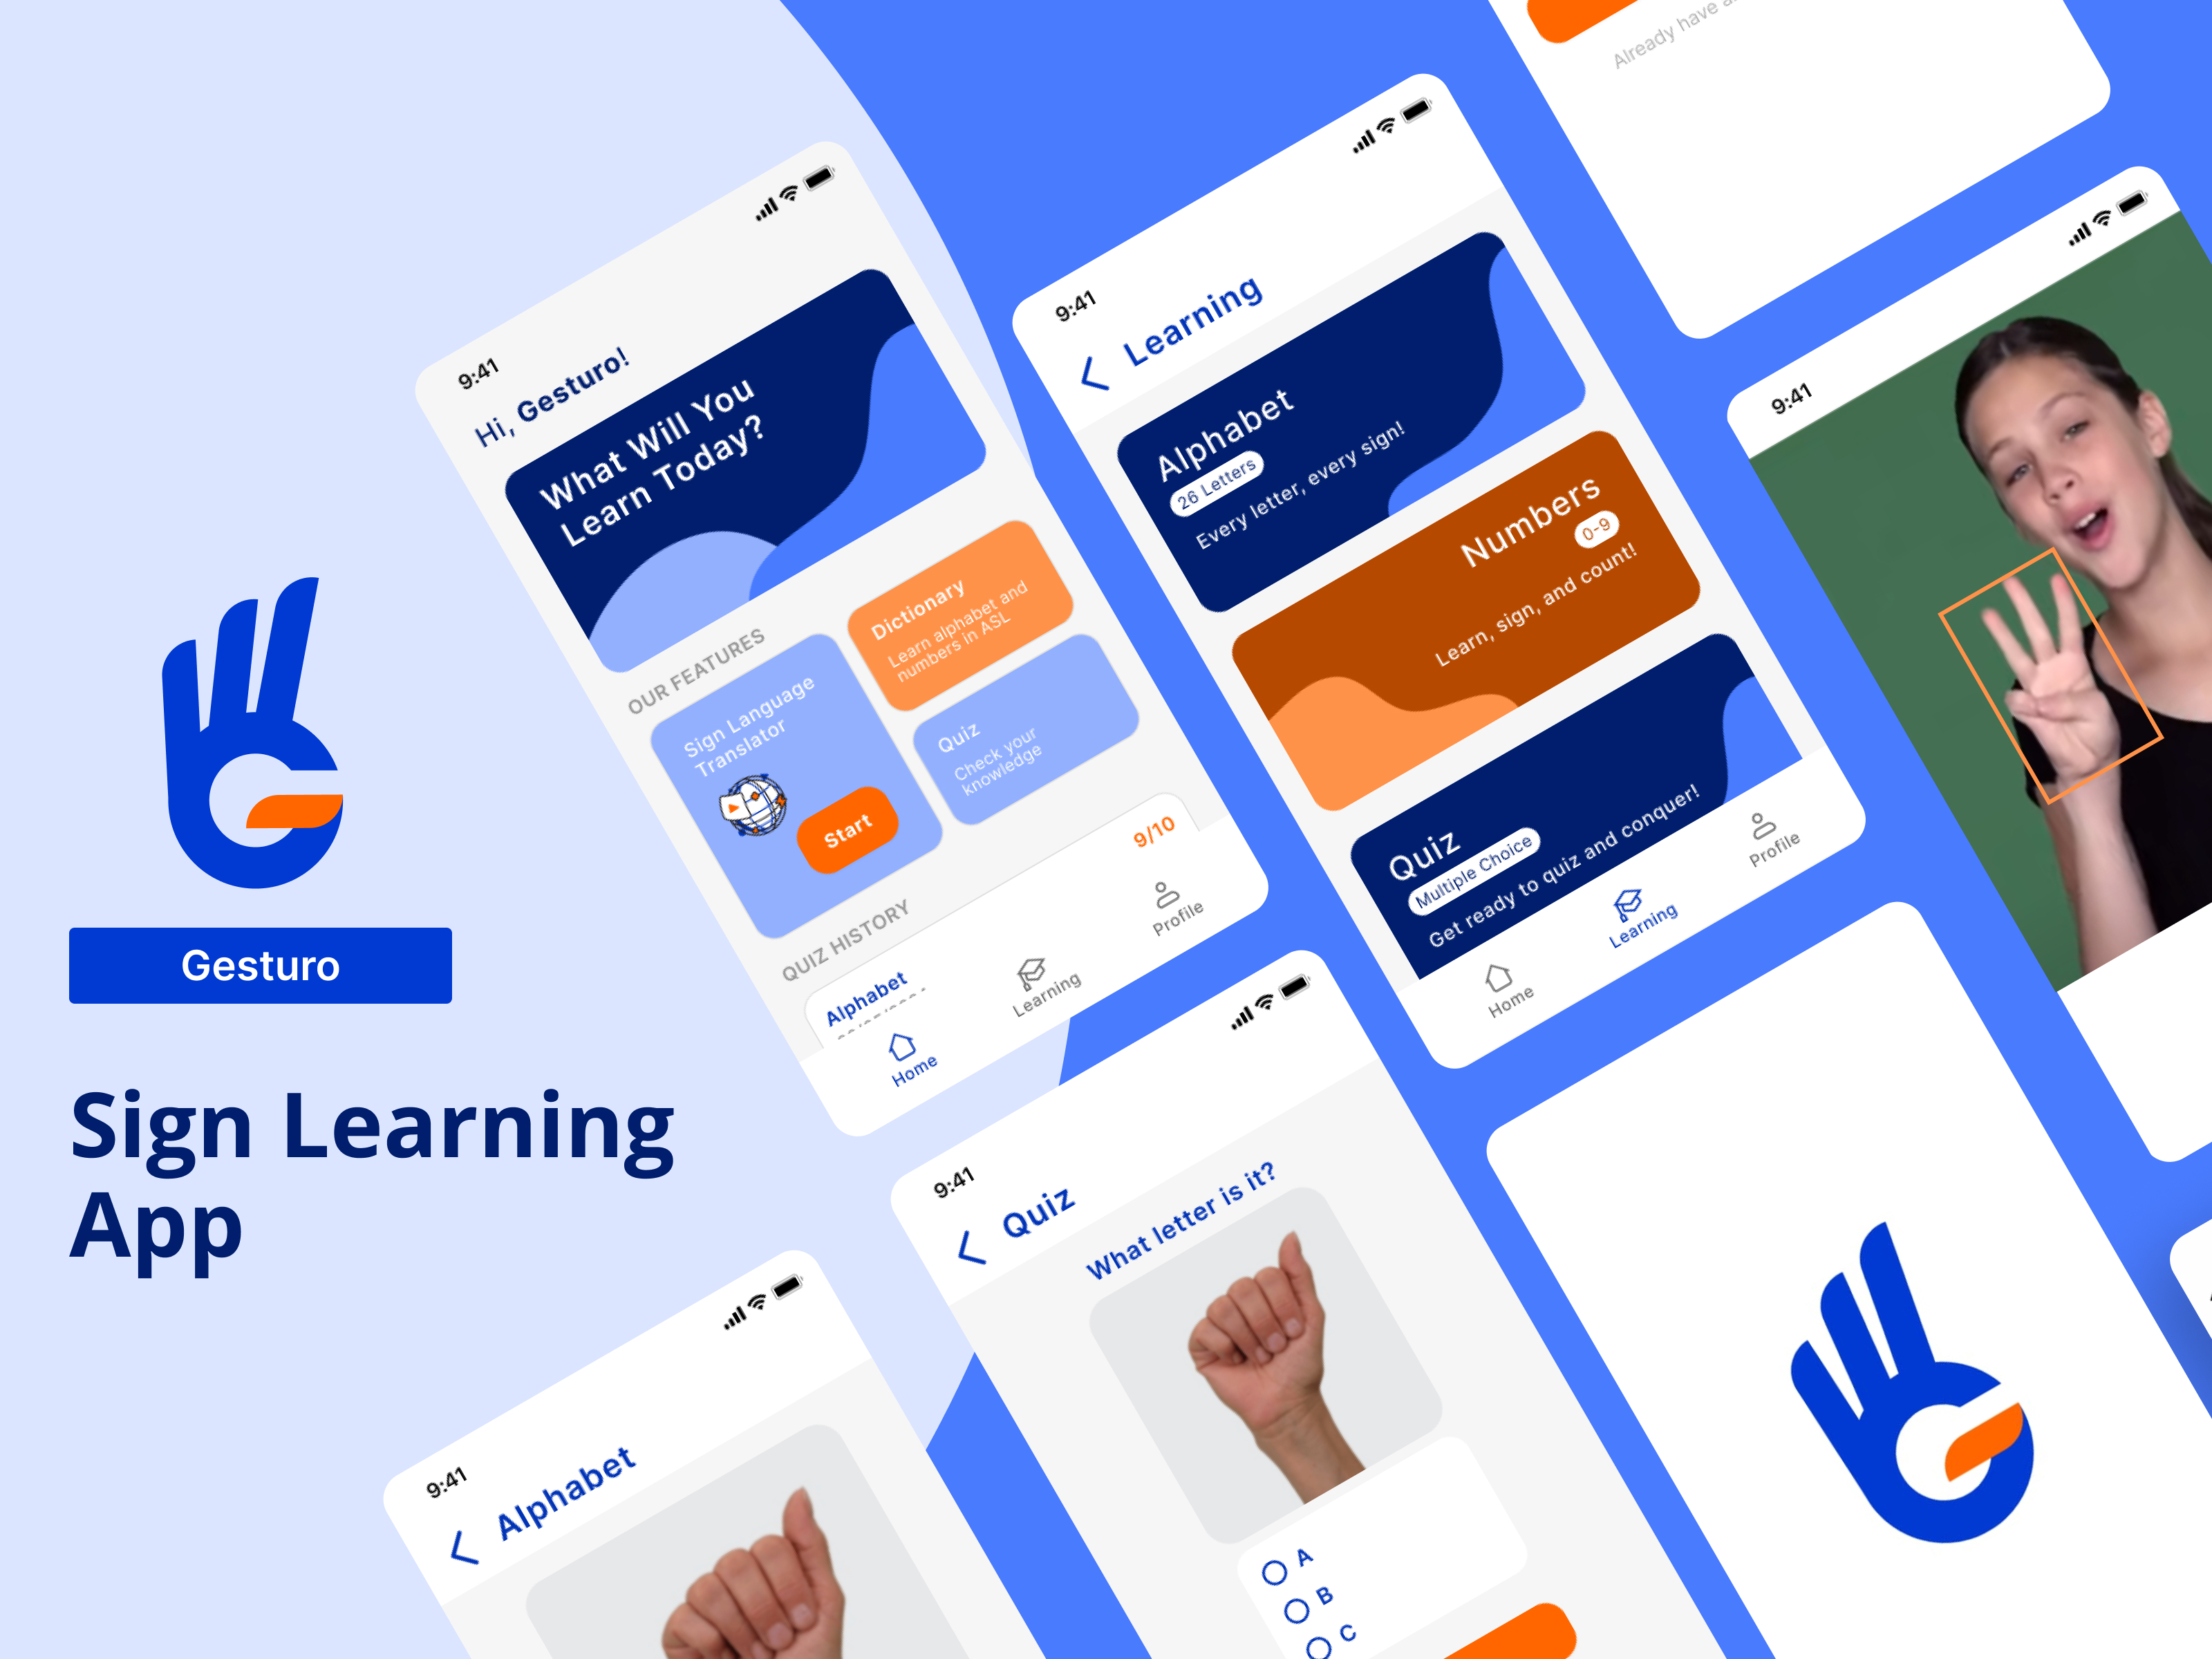 Gesturo
Sign Learning
App
9:41
Hi, Gesturo!
What Will You
Learn Today?
OUR FEATURES
Sign Language
Translator
Start
Dictionary
Learn alphabet and
numbers in ASL
Quiz
Check your
knowledge
QUIZ HISTORY
Alphabet
9/10
Home
Learning
Profile
9:41
Learning
Alphabet
26 Letters
Every letter, every sign!
Numbers
0-9
Learn, sign, and count!
Quiz
Multiple Choice
Get ready to quiz and conquer!
Home
Learning
Profile
Already have
9:41
9:41
Quiz
What letter is it?
A
B
C
9:41
Alphabet